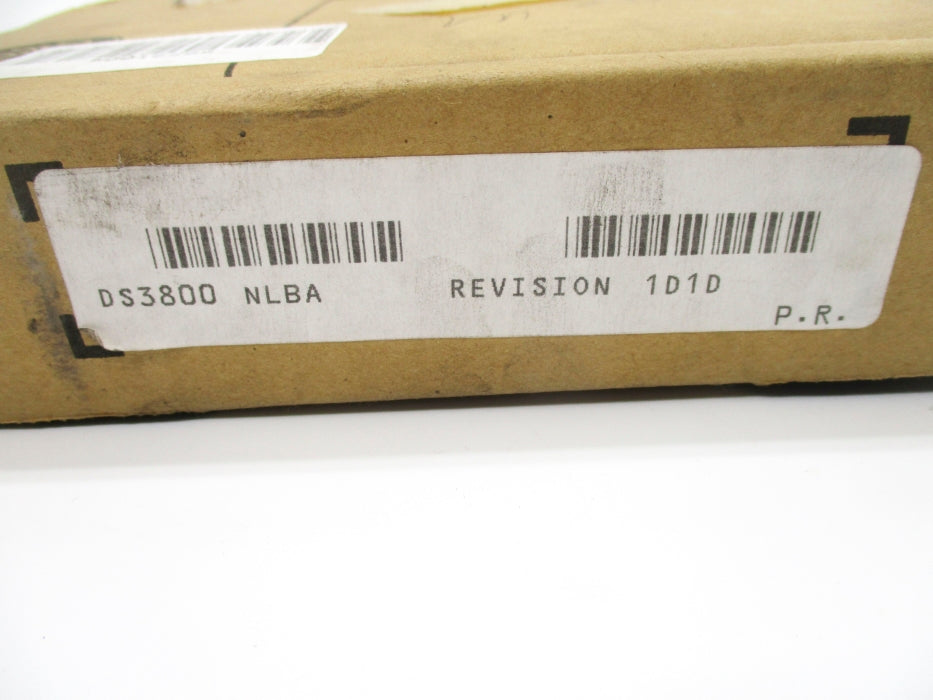 DS3800 NLBA REVISION 1D1D
P.R.